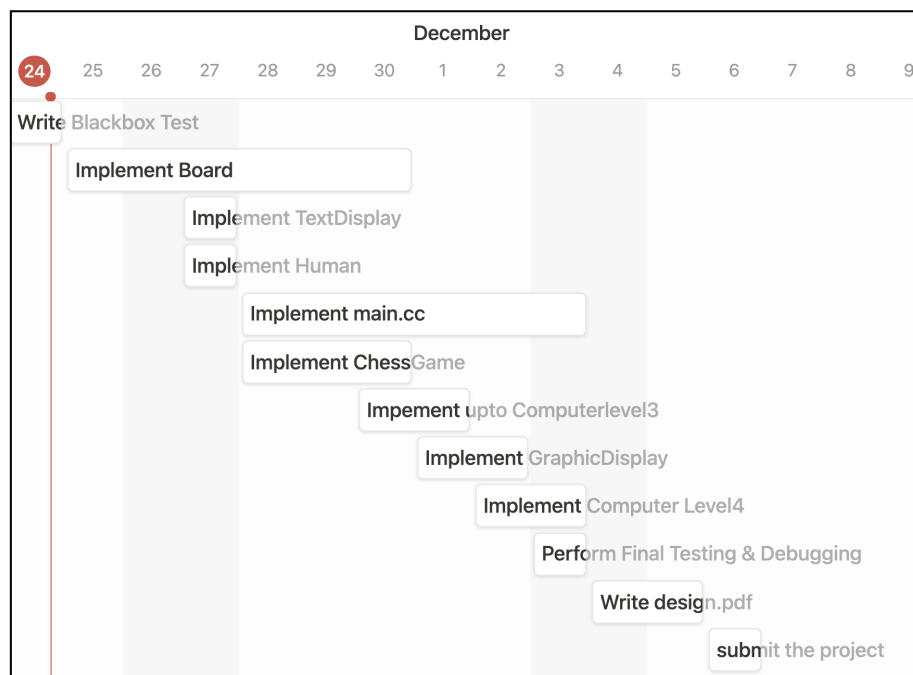 December
24 25 26 27 28 29 30 1 2 3 4 5 6 7 8 9
Write Blackbox Test
Implement Board
Implement TextDisplay
Implement Human
Implement main.cc
Implement ChessGame
Impement upto Computerlevel3
Implement GraphicDisplay
Implement Computer Level4
Perform Final Testing & Debugging
Write design.pdf
submit the project